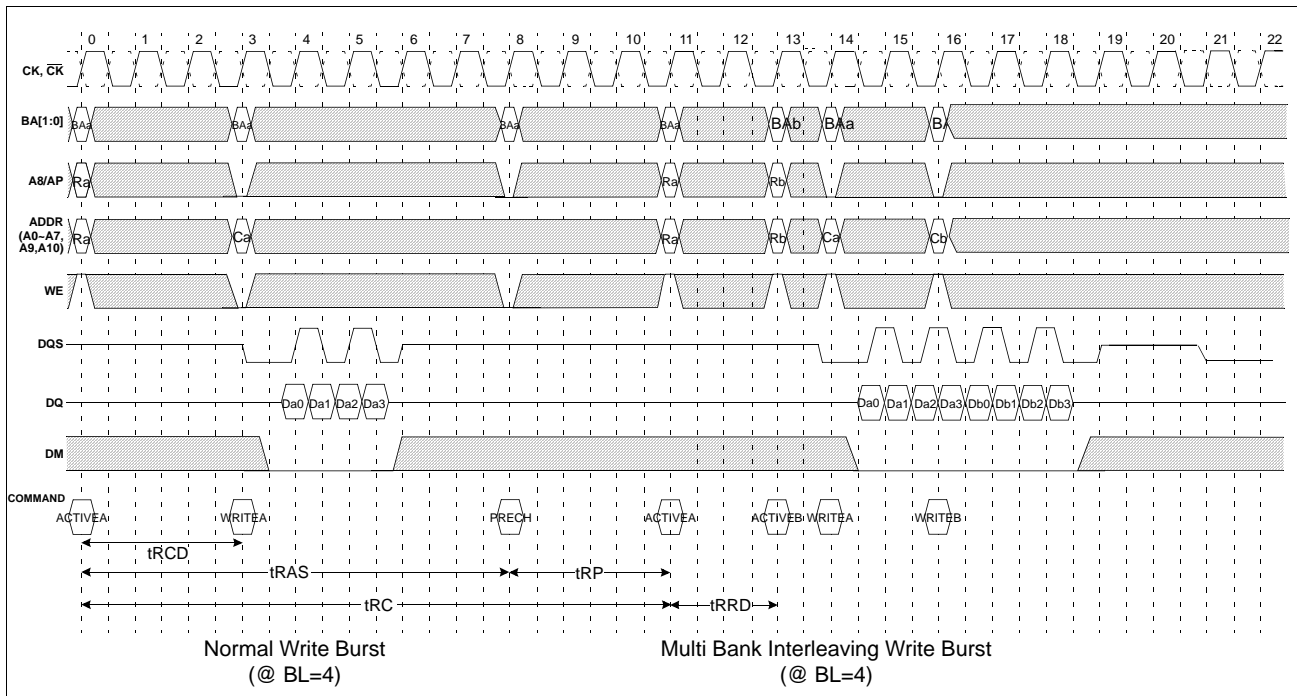 0 1 2 3 4 5 6 7 8 9 10 11 12 13 14 15 16 17 18 19 20 21 22
CK, CK
BA[1:0] BAa BAa BAa BAa BAb BAa BA
A8/AP Ra Ra Rb
ADDR
(A0~A7,
A9,A10)
Ra Ca Ra Rb Ca Cb
WE
DQS
DQ Da0 Da1 Da2 Da3 Da0 Da1 Da2 Da3 Db0 Db1 Db2 Db3
DM
COMMAND
ACTIVEA WRITEA PRECH ACTIVEA ACTIVEB WRITEA WRITEB
tRCD
tRAS tRP
tRC tRRD
Normal Write Burst Multi Bank Interleaving Write Burst
(@ BL=4) (@ BL=4)